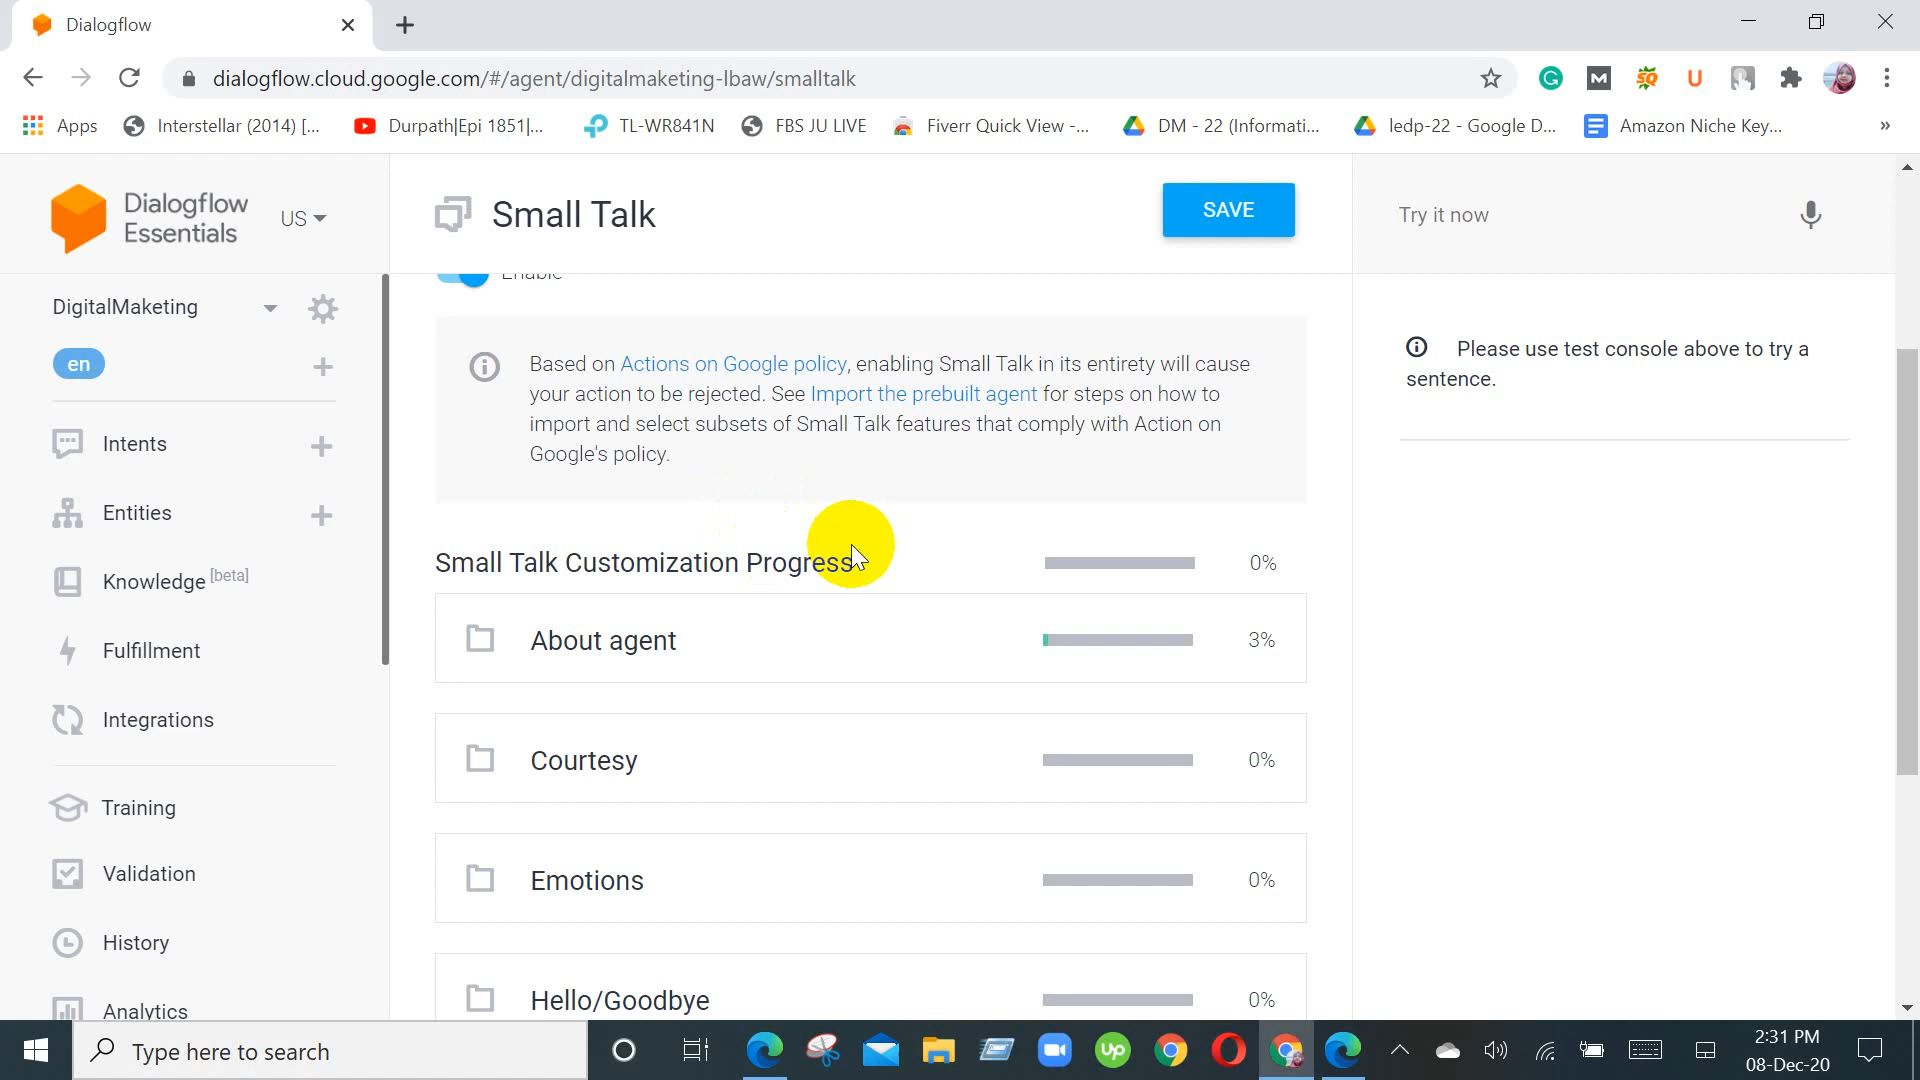 Dialogflow
dialogflow.cloud.google.com/#/agent/digitalmaketing-lbaw/smalltalk
Apps
Interstellar (2014) [...
Durpath|Epi 1851|...
TL-WR841N
FBS JU LIVE
Fiverr Quick View -...
DM - 22 (Informati...
ledp-22 - Google D...
Amazon Niche Key...
»
Dialogflow
Essentials
US
Small Talk
SAVE
Try it now
Enable
DigitalMaketing
en
Intents
Entities
Knowledge [beta]
Fulfillment
Integrations
Training
Validation
History
Analytics
Based on Actions on Google policy, enabling Small Talk in its entirety will cause
your action to be rejected. See Import the prebuilt agent for steps on how to
import and select subsets of Small Talk features that comply with Action on
Google's policy.
Small Talk Customization Progress
0%
About agent
3%
Courtesy
0%
Emotions
0%
Hello/Goodbye
0%
Please use test console above to try a
sentence.
Type here to search
2:31 PM
08-Dec-20